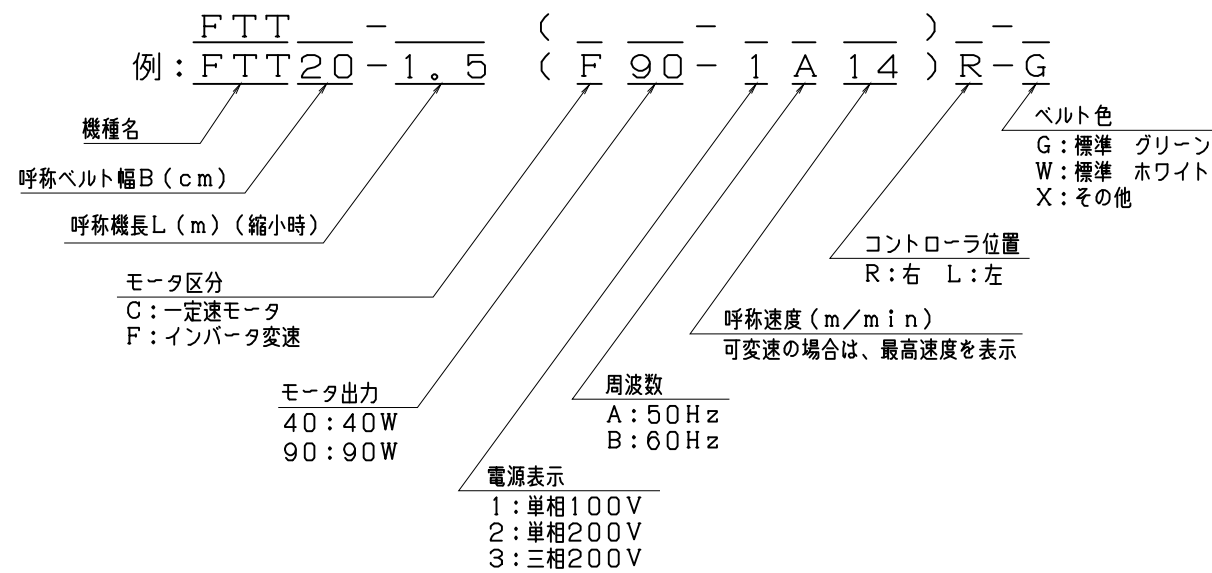 FTT - ( - ) -
例:FTT20-1.5 (F90-1A14)R-G
機種名
呼称ベルト幅B(cm)
呼称機長L(m)(縮小時)
モータ区分
C:一定速モータ
F:インバータ変速
モータ出力
40:40W
90:90W
電源表示
1:単相100V
2:単相200V
3:三相200V
周波数
A:50Hz
B:60Hz
呼称速度(m/min)
可変速の場合は、最高速度を表示
コントローラ位置
R:右 L:左
ベルト色
G:標準 グリーン
W:標準 ホワイト
X:その他